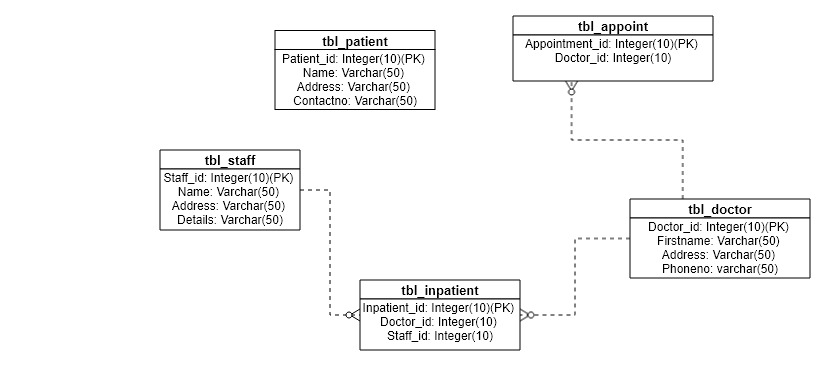 tbl_patient
Patient_id: Integer(10)(PK)
Name: Varchar(50)
Address: Varchar(50)
Contactno: Varchar(50)
tbl_appoint
Appointment_id: Integer(10)(PK)
Doctor_id: Integer(10)
tbl_staff
Staff_id: Integer(10)(PK)
Name: Varchar(50)
Address: Varchar(50)
Details: Varchar(50)
tbl_doctor
Doctor_id: Integer(10)(PK)
Firstname: Varchar(50)
Address: Varchar(50)
Phoneno: varchar(50)
tbl_inpatient
Inpatient_id: Integer(10)(PK)
Doctor_id: Integer(10)
Staff_id: Integer(10)